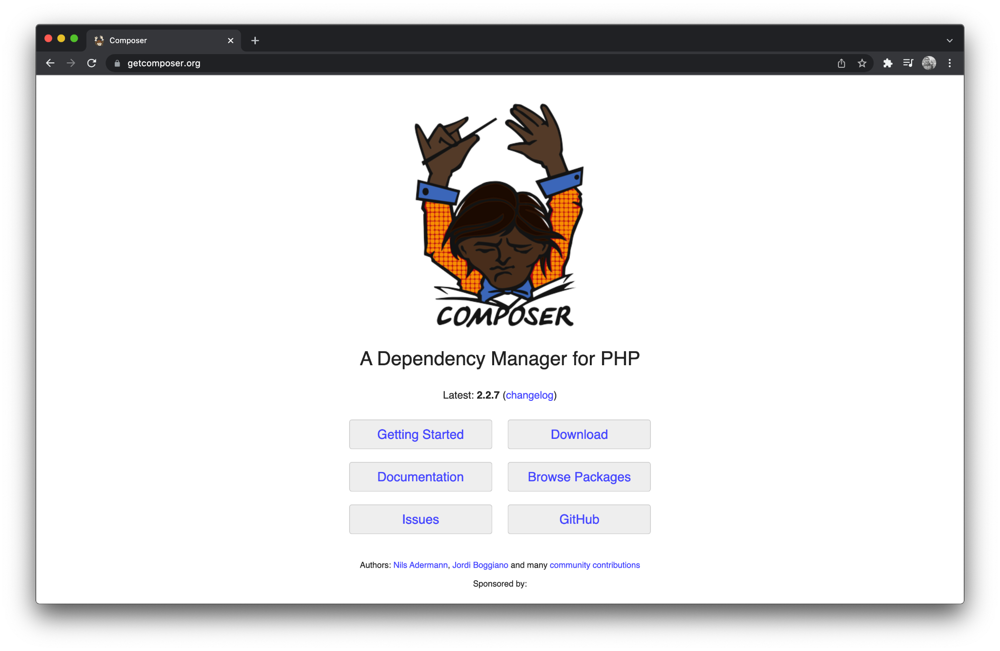 Composer
getcomposer.org
COMPOSER
A Dependency Manager for PHP
Latest: 2.2.7 (changelog)
Getting Started
Download
Documentation
Browse Packages
Issues
GitHub
Authors: Nils Adermann, Jordi Boggiano and many community contributions
Sponsored by: